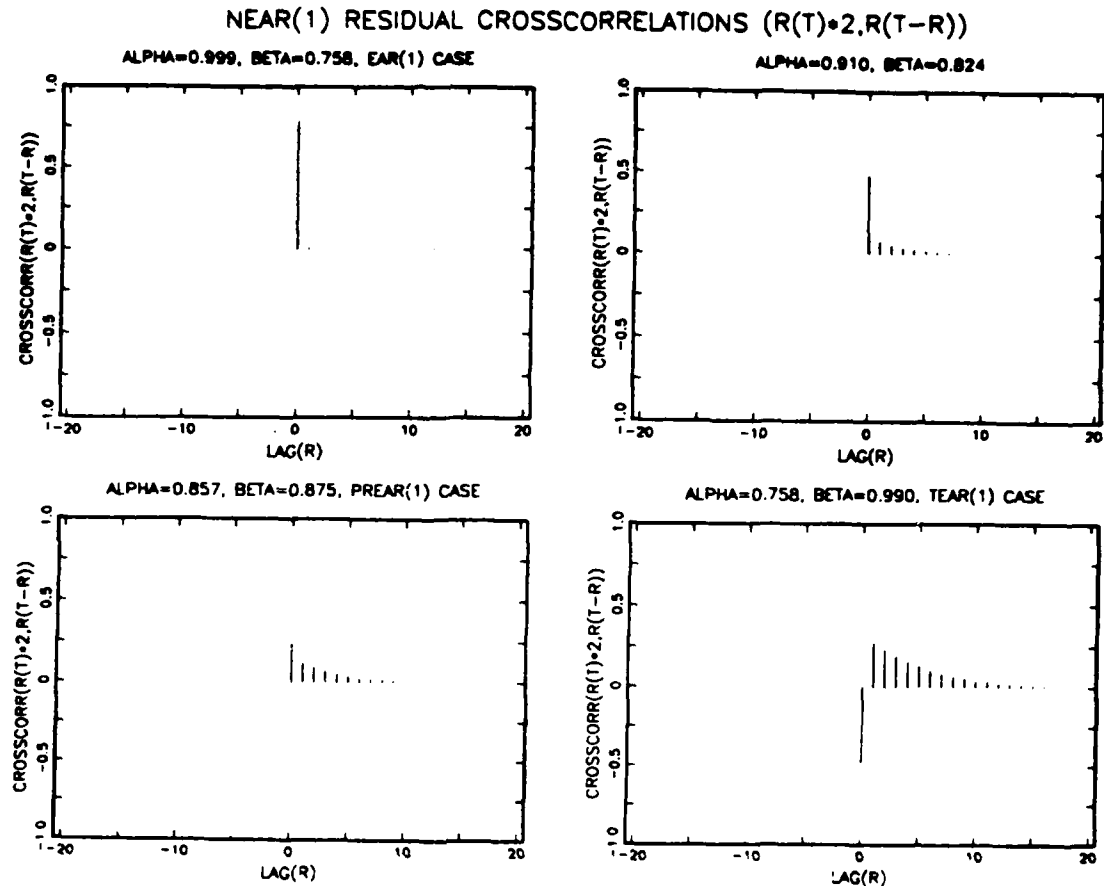 NEAR(1) RESIDUAL CROSSCORRELATIONS (R(T)*2,R(T-R))
ALPHA=0.999, BETA=0.758, EAR(1) CASE
CROSSCORR(R(T)*2,R(T-R))
1.0
0.5
0
-0.5
-1.0
-20 -10 0 10 20
LAG(R)
ALPHA=0.910, BETA=0.824
CROSSCORR(R(T)*2,R(T-R))
1.0
0.5
0
-0.5
-1.0
-20 -10 0 10 20
LAG(R)
ALPHA=0.857, BETA=0.875, PREAR(1) CASE
CROSSCORR(R(T)*2,R(T-R))
1.0
0.5
0
-0.5
-1.0
-20 -10 0 10 20
LAG(R)
ALPHA=0.758, BETA=0.990, TEAR(1) CASE
CROSSCORR(R(T)*2,R(T-R))
1.0
0.5
0
-0.5
-1.0
-20 -10 0 10 20
LAG(R)